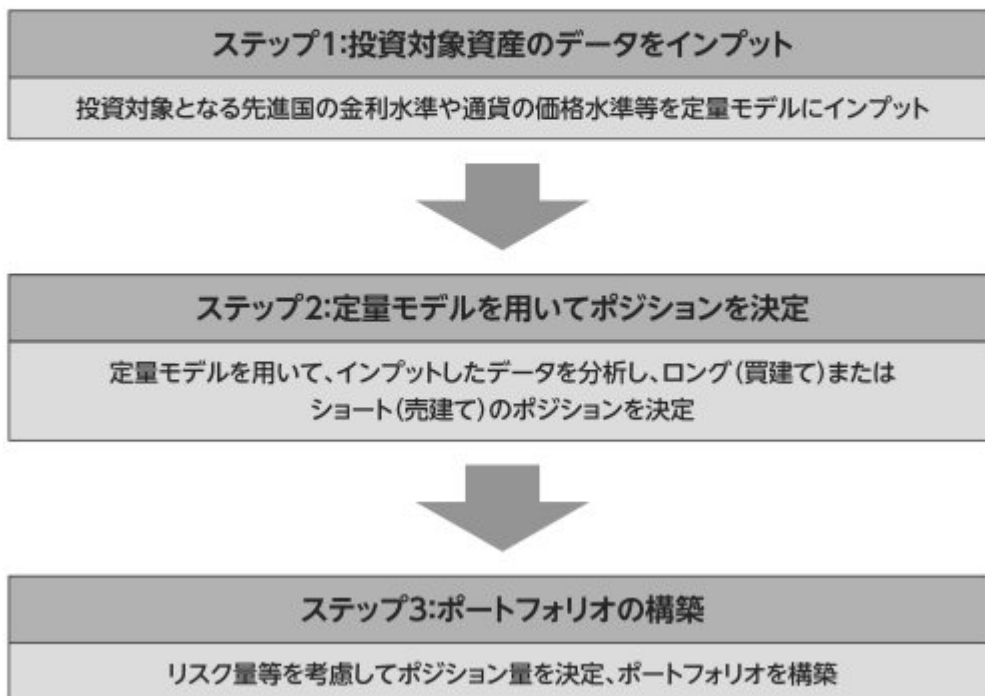 ステップ1:投資対象資産のデータをインプット
投資対象となる先進国の金利水準や通貨の価格水準等を定量モデルにインプット
ステップ2:定量モデルを用いてポジションを決定
定量モデルを用いて、インプットしたデータを分析し、ロング(買建て)または
ショート(売建て)のポジションを決定
ステップ3:ポートフォリオの構築
リスク量等を考慮してポジション量を決定、ポートフォリオを構築